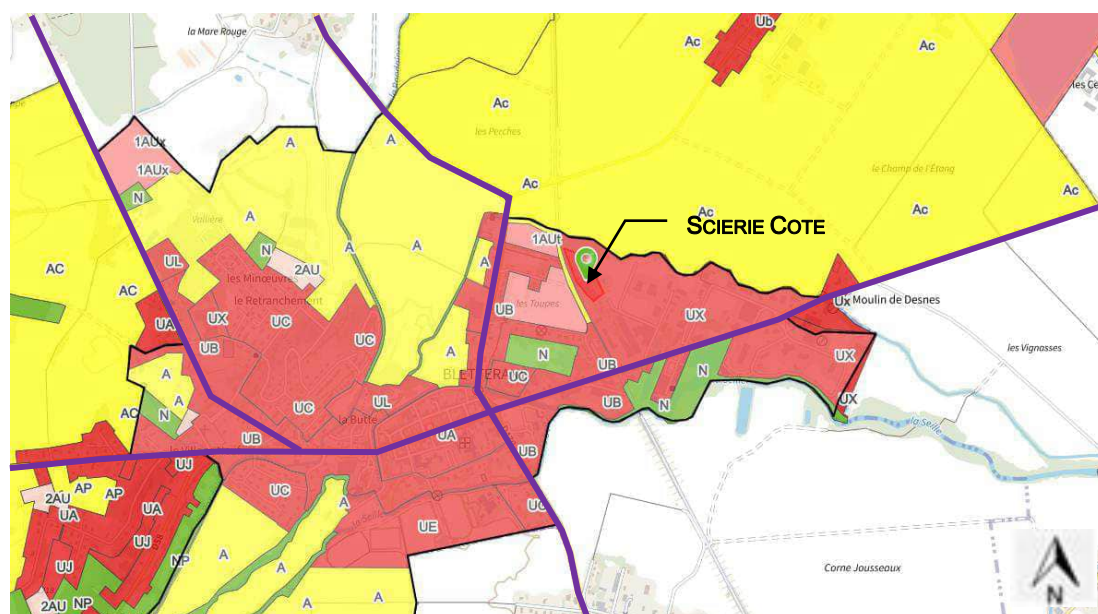 la Mare Rouge
Ub
Ac
Ac
les Ce
Ac
les Perches
1AUx
1AUx
A
A
Ac
le Champ de l'Étang
Ac
N
A
Ac
Ac
Vallière
A
A
A
SCIERIE COTE
1AUt
AC
UL
N
2AU
A
les Minœuvres
AC
le Retranchement
les Toupes
Ux
Moulin de Desnes
UA
UX
UC
UB
UX
UB
UC
N
UB
UX
les Vignasses
A
A
UC
N
UX
AC
N
A
UC
UL
la Butte
UB
N
la Seille
UB
UA
UB
UJ
2AU
AP
AP
UC
A
UA
UA
la Seille
UE
UJ
D58
UJ
NP
A
A
Corne Jousseaux
2AU
NP
A
A
N